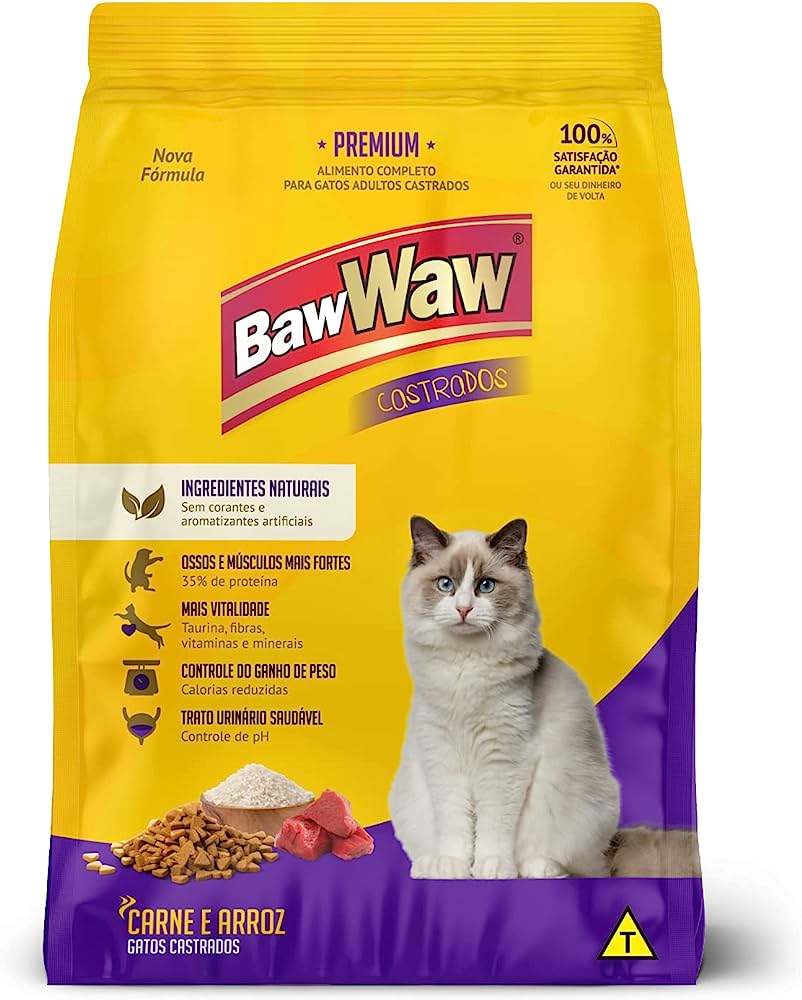 Nova
Fórmula
★ PREMIUM ★
ALIMENTO COMPLETO
PARA GATOS ADULTOS CASTRADOS
100%
SATISFAÇÃO
GARANTIDA*
OU SEU DINHEIRO
DE VOLTA
BawWaw®
CASTRADOS
INGREDIENTES NATURAIS
Sem corantes e
aromatizantes artificiais
OSSOS E MÚSCULOS MAIS FORTES
35% de proteína
MAIS VITALIDADE
Taurina, fibras,
vitaminas e minerais
CONTROLE DO GANHO DE PESO
Calorias reduzidas
TRATO URINÁRIO SAUDÁVEL
Controle de pH
CARNE E ARROZ
GATOS CASTRADOS
T